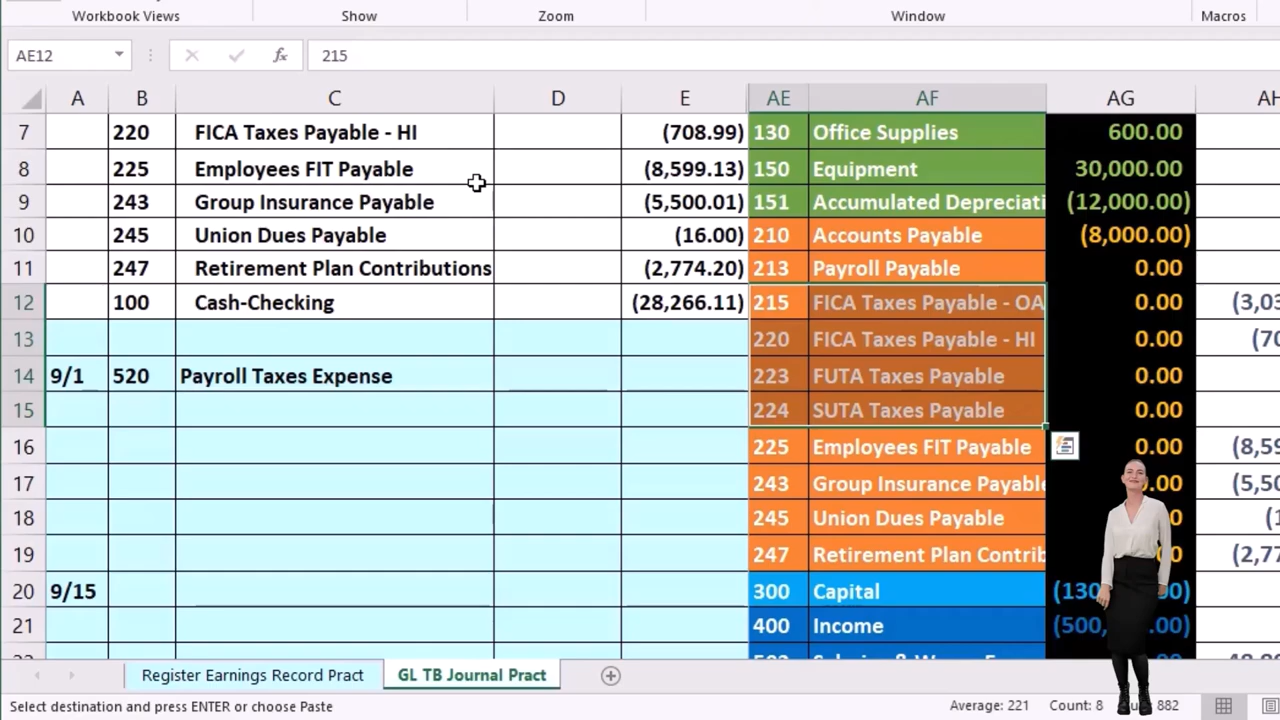 Workbook Views Show Zoom Window Macros
AE12 fx 215
A B C D E AE AF AG AH
7 220 FICA Taxes Payable - HI (708.99) 130 Office Supplies 600.00
8 225 Employees FIT Payable (8,599.13) 150 Equipment 30,000.00
9 243 Group Insurance Payable (5,500.01) 151 Accumulated Depreciati (12,000.00)
10 245 Union Dues Payable (16.00) 210 Accounts Payable (8,000.00)
11 247 Retirement Plan Contributions (2,774.20) 213 Payroll Payable 0.00
12 100 Cash-Checking (28,266.11) 215 FICA Taxes Payable - OA 0.00 (3,03
13 220 FICA Taxes Payable - HI 0.00 (70
14 9/1 520 Payroll Taxes Expense 223 FUTA Taxes Payable 0.00
15 224 SUTA Taxes Payable 0.00
16 225 Employees FIT Payable 0.00 (8,59
17 243 Group Insurance Payable .00 (5,50
18 245 Union Dues Payable 0 (1
19 247 Retirement Plan Contrib (2,77
20 9/15 300 Capital (130 0)
21 400 Income (500, .00)
Register Earnings Record Pract GL TB Journal Pract
Select destination and press ENTER or choose Paste Average: 221 Count: 8 882